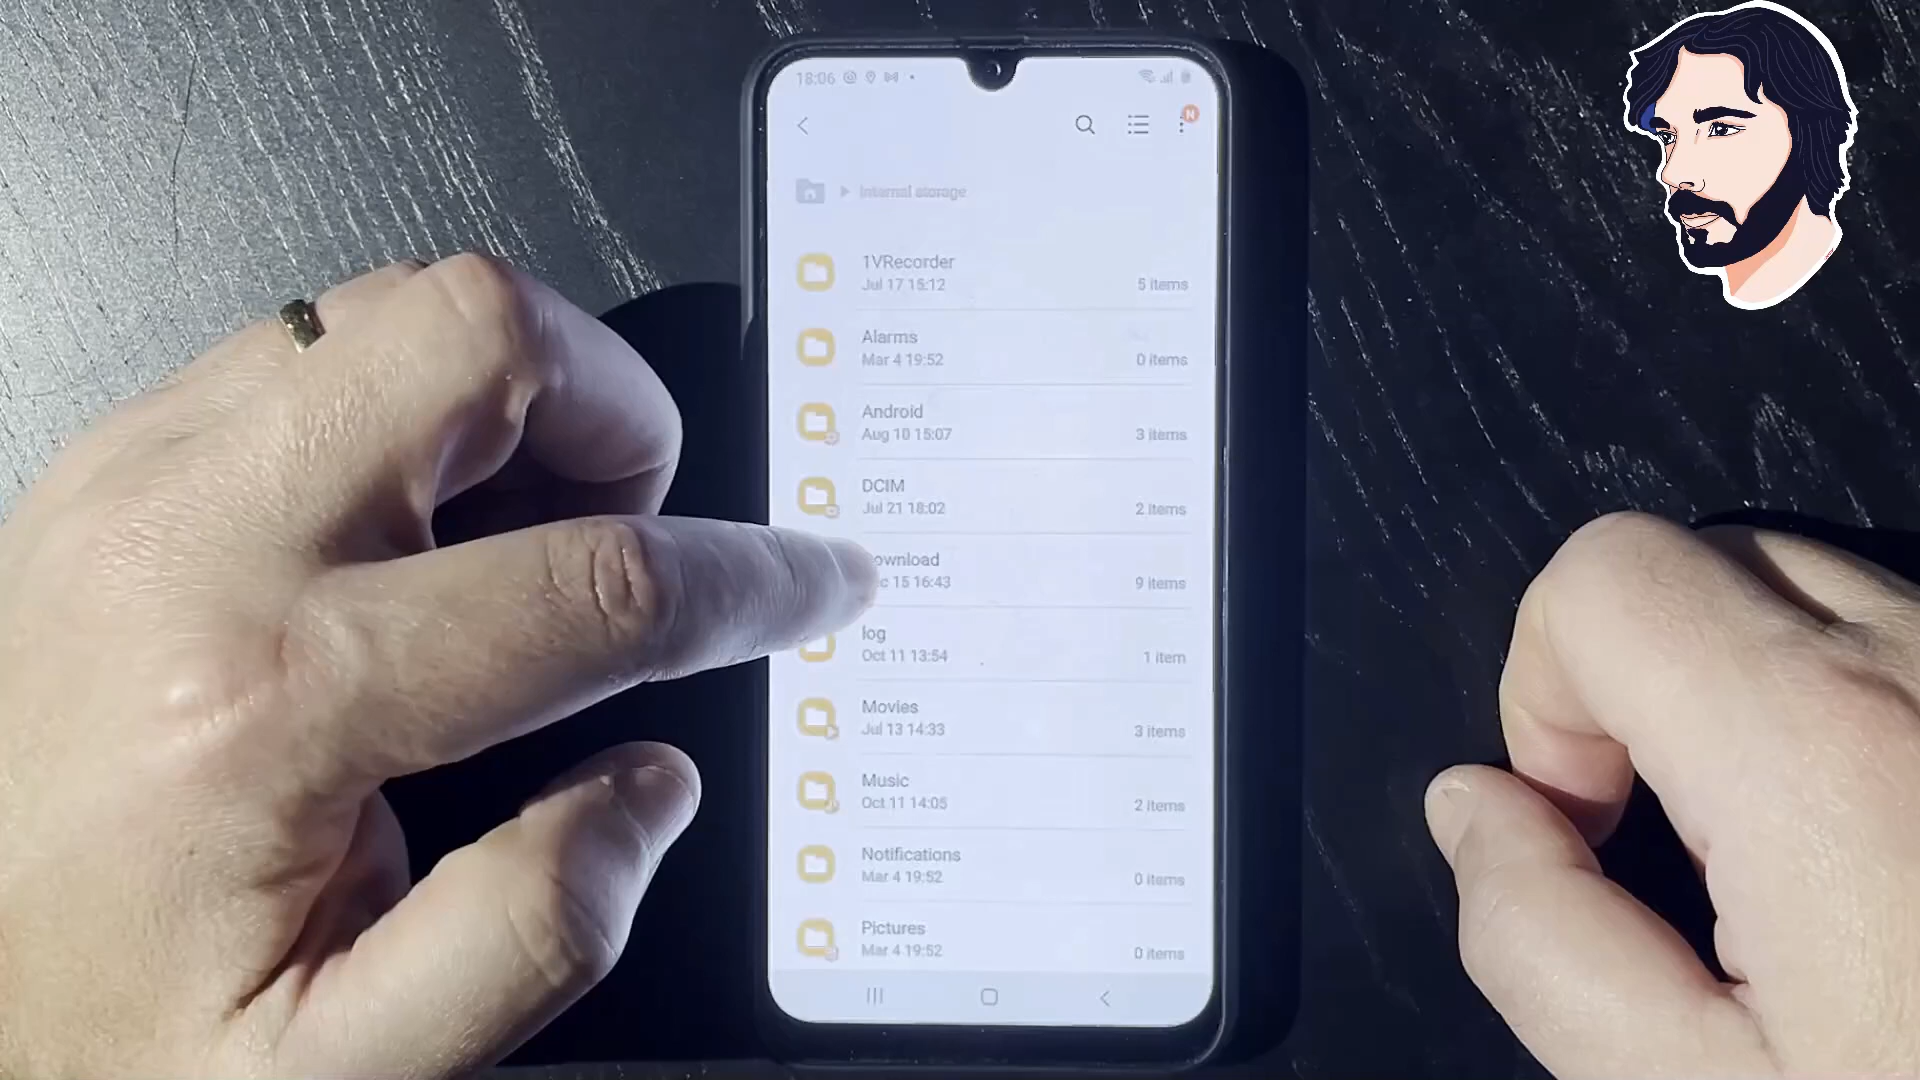 18:06
N
Internal storage
1VRecorder
Jul 17 15:12
5 items
Alarms
Mar 4 19:52
0 items
Android
Aug 10 15:07
3 items
DCIM
Jul 21 18:02
2 items
ownload
c 15 16:43
9 items
log
Oct 11 13:54
1 item
Movies
Jul 13 14:33
3 items
Music
Oct 11 14:05
2 items
Notifications
Mar 4 19:52
0 items
Pictures
Mar 4 19:52
0 items